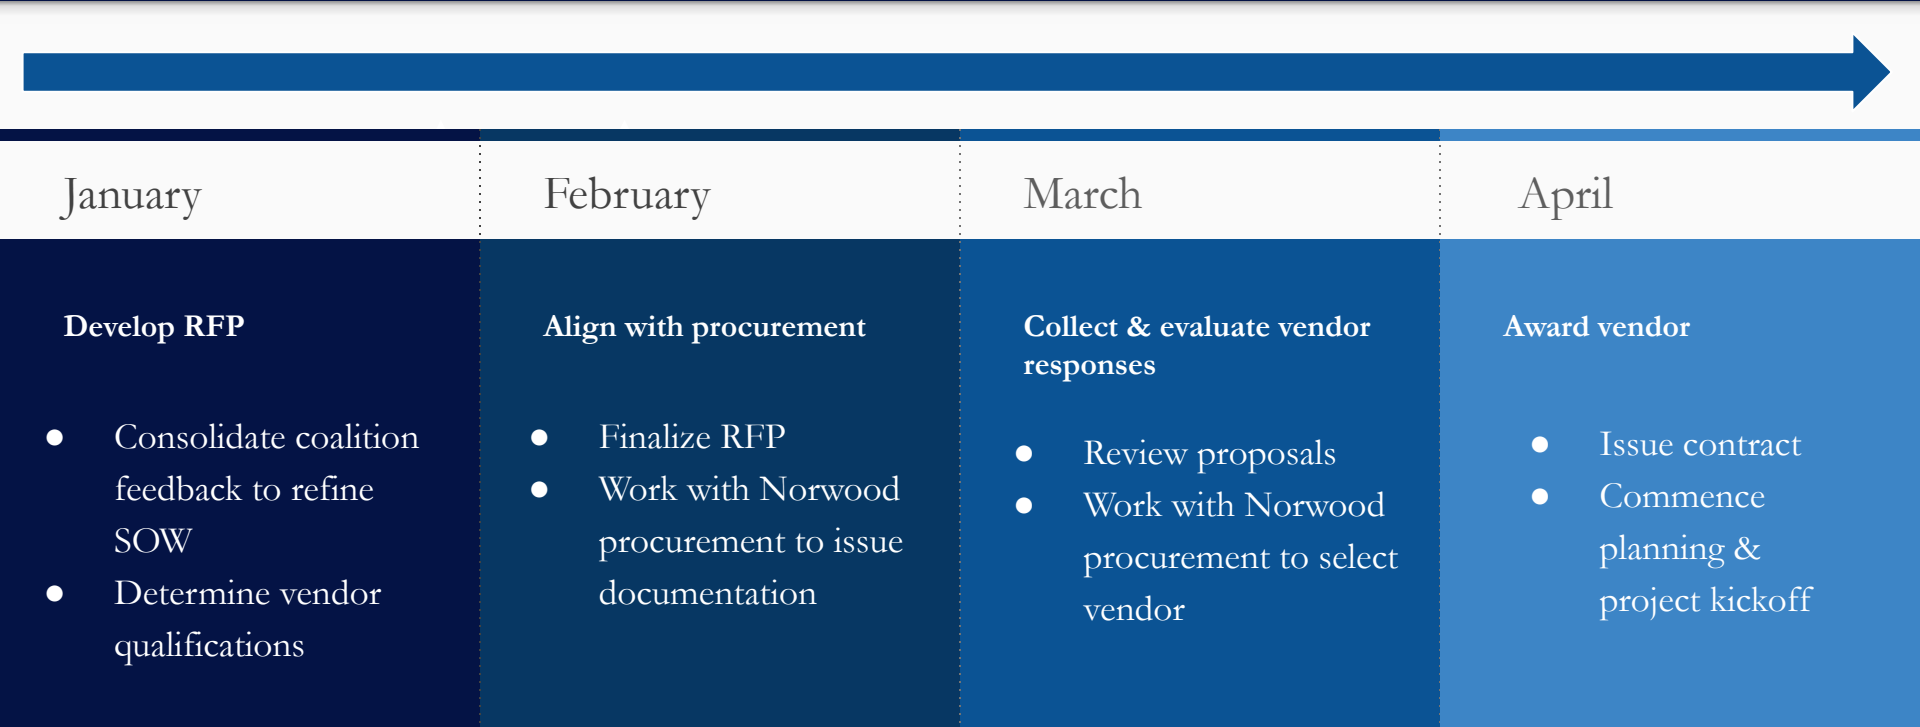 January
February
March
April
Develop RFP
● Consolidate coalition
feedback to refine
SOW
● Determine vendor
qualifications
Align with procurement
● Finalize RFP
● Work with Norwood
procurement to issue
documentation
Collect & evaluate vendor
responses
● Review proposals
● Work with Norwood
procurement to select
vendor
Award vendor
● Issue contract
● Commence
planning &
project kickoff